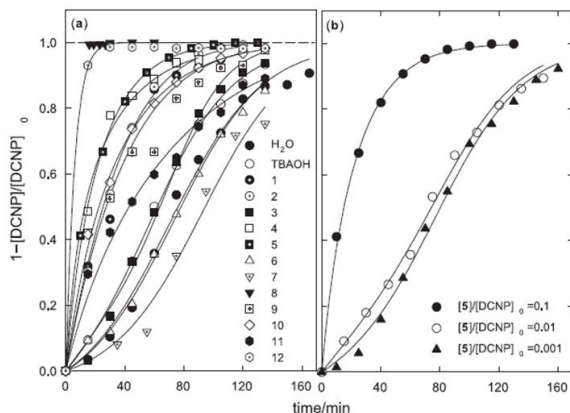 (a)
(b)
1.0
0.8
0.6
0.4
0.2
0.0
1−[DCNP]/[DCNP]0
H2O
TBAOH
1
2
3
4
5
6
7
8
9
10
11
12
[5]/[DCNP]0=0.1
[5]/[DCNP]0=0.01
[5]/[DCNP]0=0.001
0 40 80 120 160 0 40 80 120 160
time/min